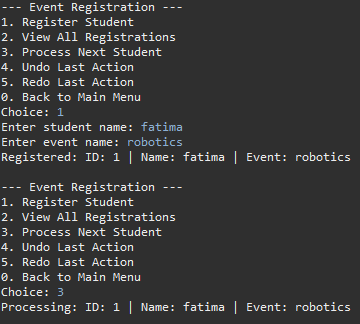 --- Event Registration ---
1. Register Student
2. View All Registrations
3. Process Next Student
4. Undo Last Action
5. Redo Last Action
0. Back to Main Menu
Choice: 1
Enter student name: fatima
Enter event name: robotics
Registered: ID: 1 | Name: fatima | Event: robotics
--- Event Registration ---
1. Register Student
2. View All Registrations
3. Process Next Student
4. Undo Last Action
5. Redo Last Action
0. Back to Main Menu
Choice: 3
Processing: ID: 1 | Name: fatima | Event: robotics